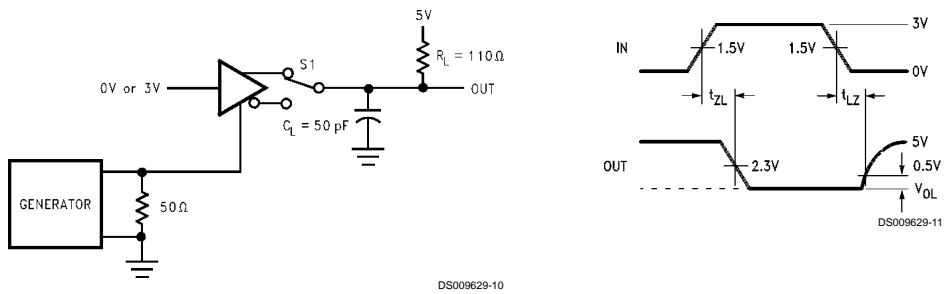 5V
R_L = 110Ω
S1
0V or 3V
OUT
C_L = 50 pF
GENERATOR
50Ω
DS009629-10
IN
3V
1.5V
1.5V
0V
t_ZL
t_LZ
OUT
5V
2.3V
0.5V
V_OL
DS009629-11